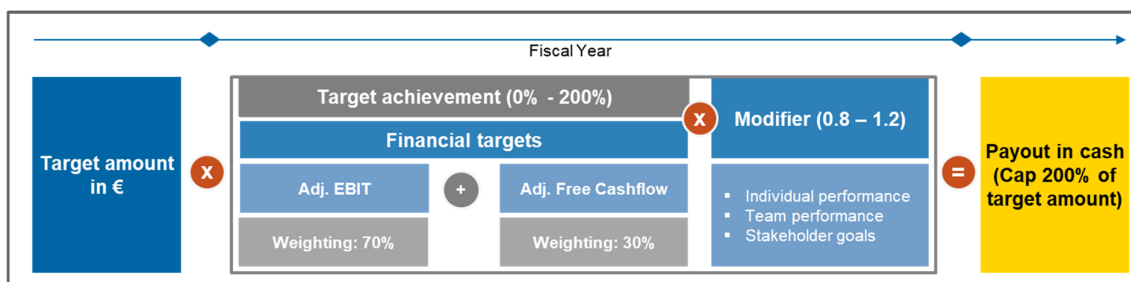 Fiscal Year
Target amount
in €
X
Target achievement (0%  - 200%)
Financial targets
Adj. EBIT
+
Adj. Free Cashflow
Weighting: 70%
Weighting: 30%
X
Modifier (0.8 – 1.2)
▪ Individual performance
▪ Team performance
▪ Stakeholder goals
=
Payout in cash
(Cap 200% of
target amount)